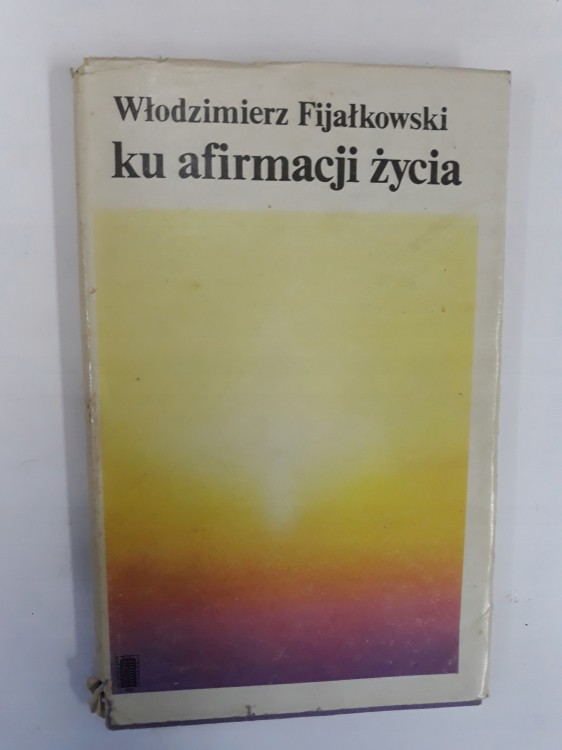 Włodzimierz Fijałkowski
ku afirmacji życia